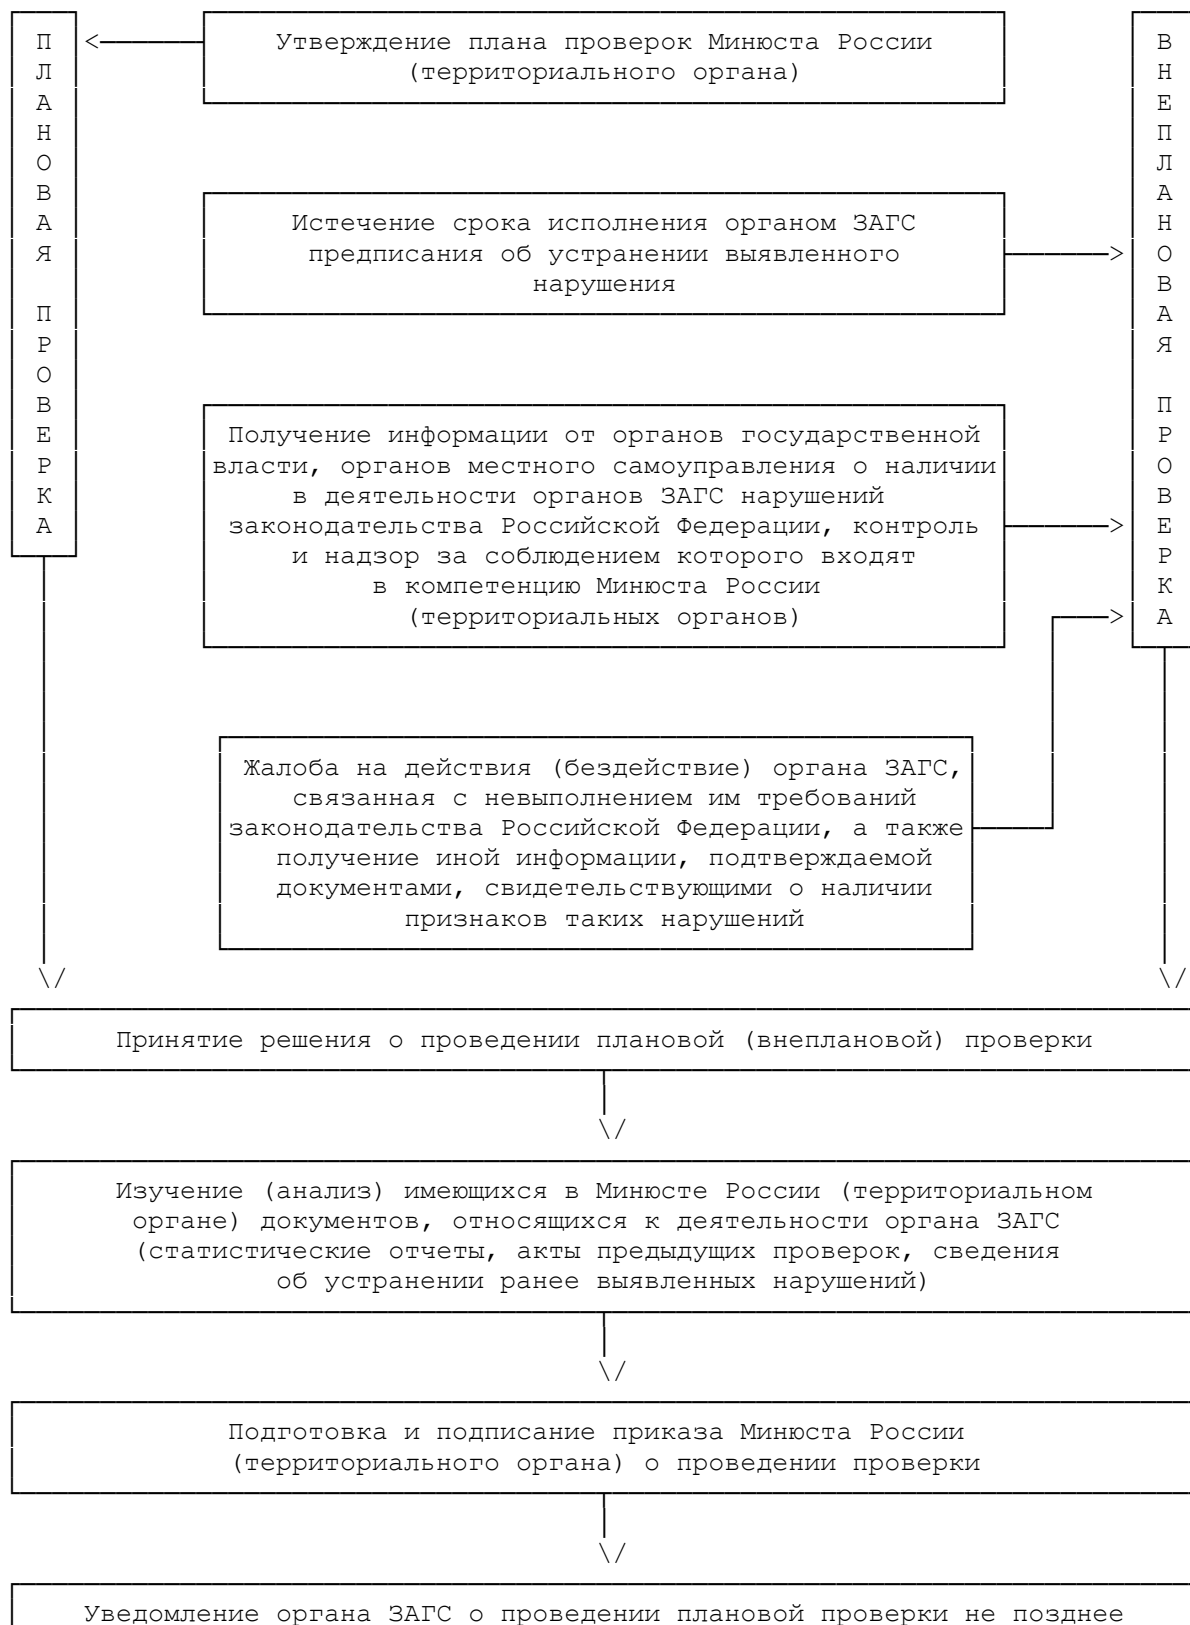 ПЛАНОВАЯ ПРОВЕРКА
Утверждение плана проверок Минюста России
(территориального органа)
Истечение срока исполнения органом ЗАГС
предписания об устранении выявленного
нарушения
Получение информации от органов государственной
власти, органов местного самоуправления о наличии
в деятельности органов ЗАГС нарушений
законодательства Российской Федерации, контроль
и надзор за соблюдением которого входят
в компетенцию Минюста России
(территориальных органов)
Жалоба на действия (бездействие) органа ЗАГС,
связанная с невыполнением им требований
законодательства Российской Федерации, а также
получение иной информации, подтверждаемой
документами, свидетельствующими о наличии
признаков таких нарушений
ВНЕПЛАНОВАЯ ПРОВЕРКА
Принятие решения о проведении плановой (внеплановой) проверки
Изучение (анализ) имеющихся в Минюсте России (территориальном
органе) документов, относящихся к деятельности органа ЗАГС
(статистические отчеты, акты предыдущих проверок, сведения
об устранении ранее выявленных нарушений)
Подготовка и подписание приказа Минюста России
(территориального органа) о проведении проверки
Уведомление органа ЗАГС о проведении плановой проверки не позднее